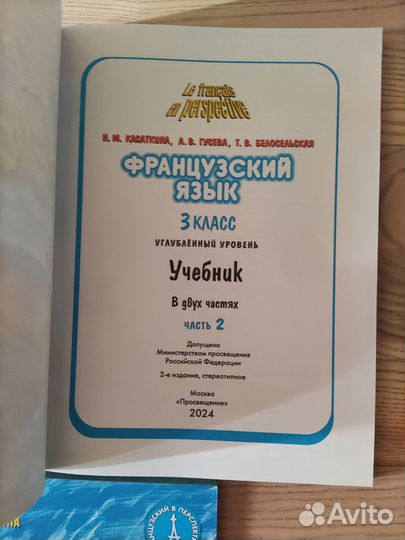 Le français
en perspective
Н. М. КАСАТКИНА, А. В. ГУСЕВА, Т. В. БЕЛОСЕЛЬСКАЯ
ФРАНЦУЗСКИЙ
ЯЗЫК
3 КЛАСС
УГЛУБЛЁННЫЙ УРОВЕНЬ
Учебник
В двух частях
ЧАСТЬ 2
Допущено
Министерством просвещения
Российской Федерации
2-е издание, стереотипное
Москва
«Просвещение»
2024
Avito